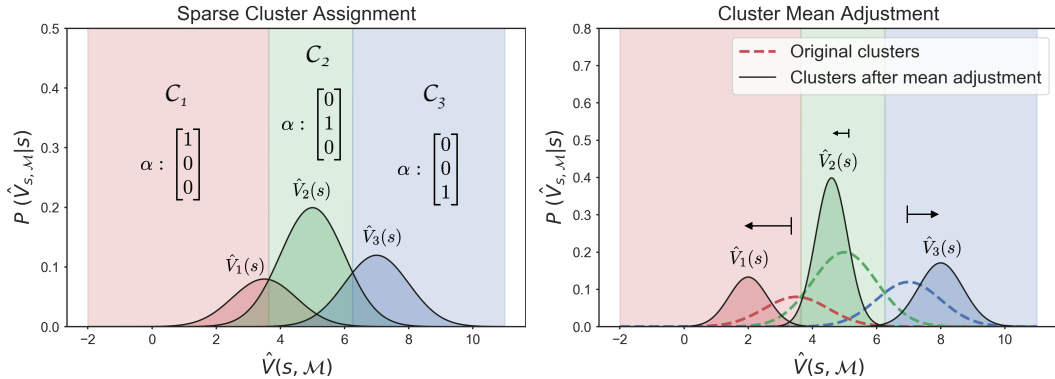 Sparse Cluster Assignment
P (V̂s, ℳ|s)
0.5
0.4
0.3
0.2
0.1
0.0
C₁
α : [1 0 0]
C₂
α : [0 1 0]
C₃
α : [0 0 1]
V̂₁(s)
V̂₂(s)
V̂₃(s)
−2 0 2 4 6 8 10
V̂(s, ℳ)
Cluster Mean Adjustment
P (V̂s, ℳ|s)
0.8
0.7
0.6
0.5
0.4
0.3
0.2
0.1
0.0
Original clusters
Clusters after mean adjustment
V̂₁(s)
V̂₂(s)
V̂₃(s)
−2 0 2 4 6 8 10
V̂(s, ℳ)